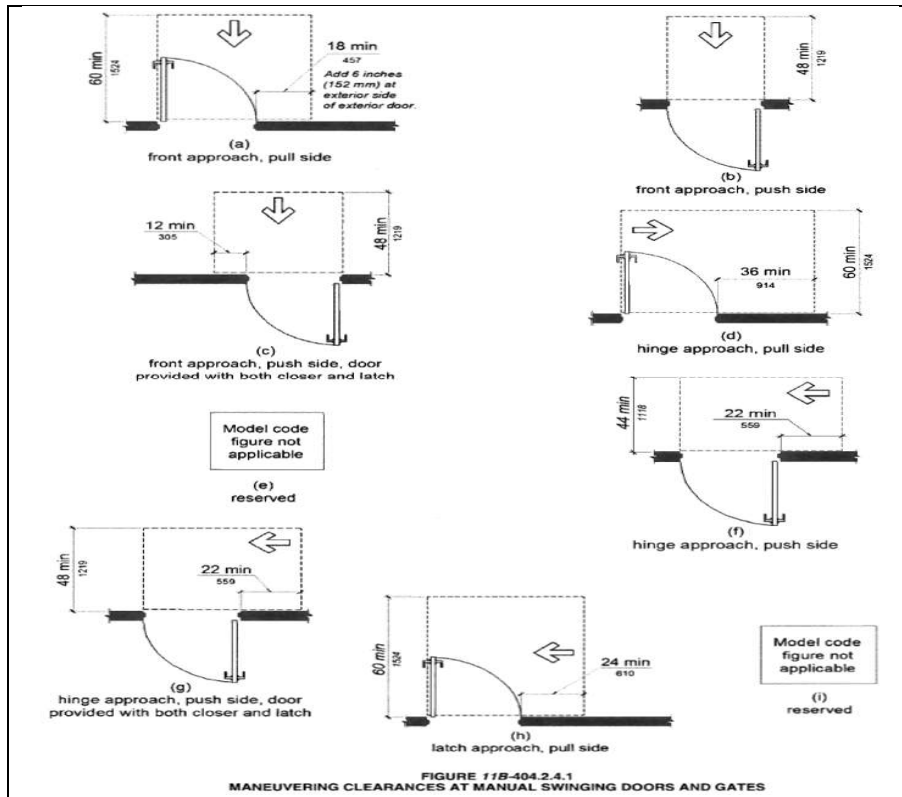 60 min
1524
18 min
457
Add 6 inches
(152 mm) at
exterior side
of exterior door.
(a)
front approach, pull side
48 min
1219
(b)
front approach, push side
12 min
305
48 min
1219
(c)
front approach, push side, door
provided with both closer and latch
36 min
914
60 min
1524
(d)
hinge approach, pull side
Model code
figure not
applicable
(e)
reserved
44 min
1118
22 min
559
(f)
hinge approach, push side
48 min
1219
22 min
559
(g)
hinge approach, push side, door
provided with both closer and latch
60 min
1524
24 min
610
(h)
latch approach, pull side
Model code
figure not
applicable
(i)
reserved
FIGURE 11B-404.2.4.1
MANEUVERING CLEARANCES AT MANUAL SWINGING DOORS AND GATES